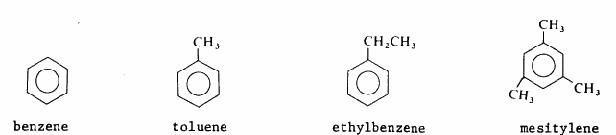 CH₃
CH₃
CH₂CH₃
CH₃
CH₃
benzene
toluene
ethylbenzene
mesitylene